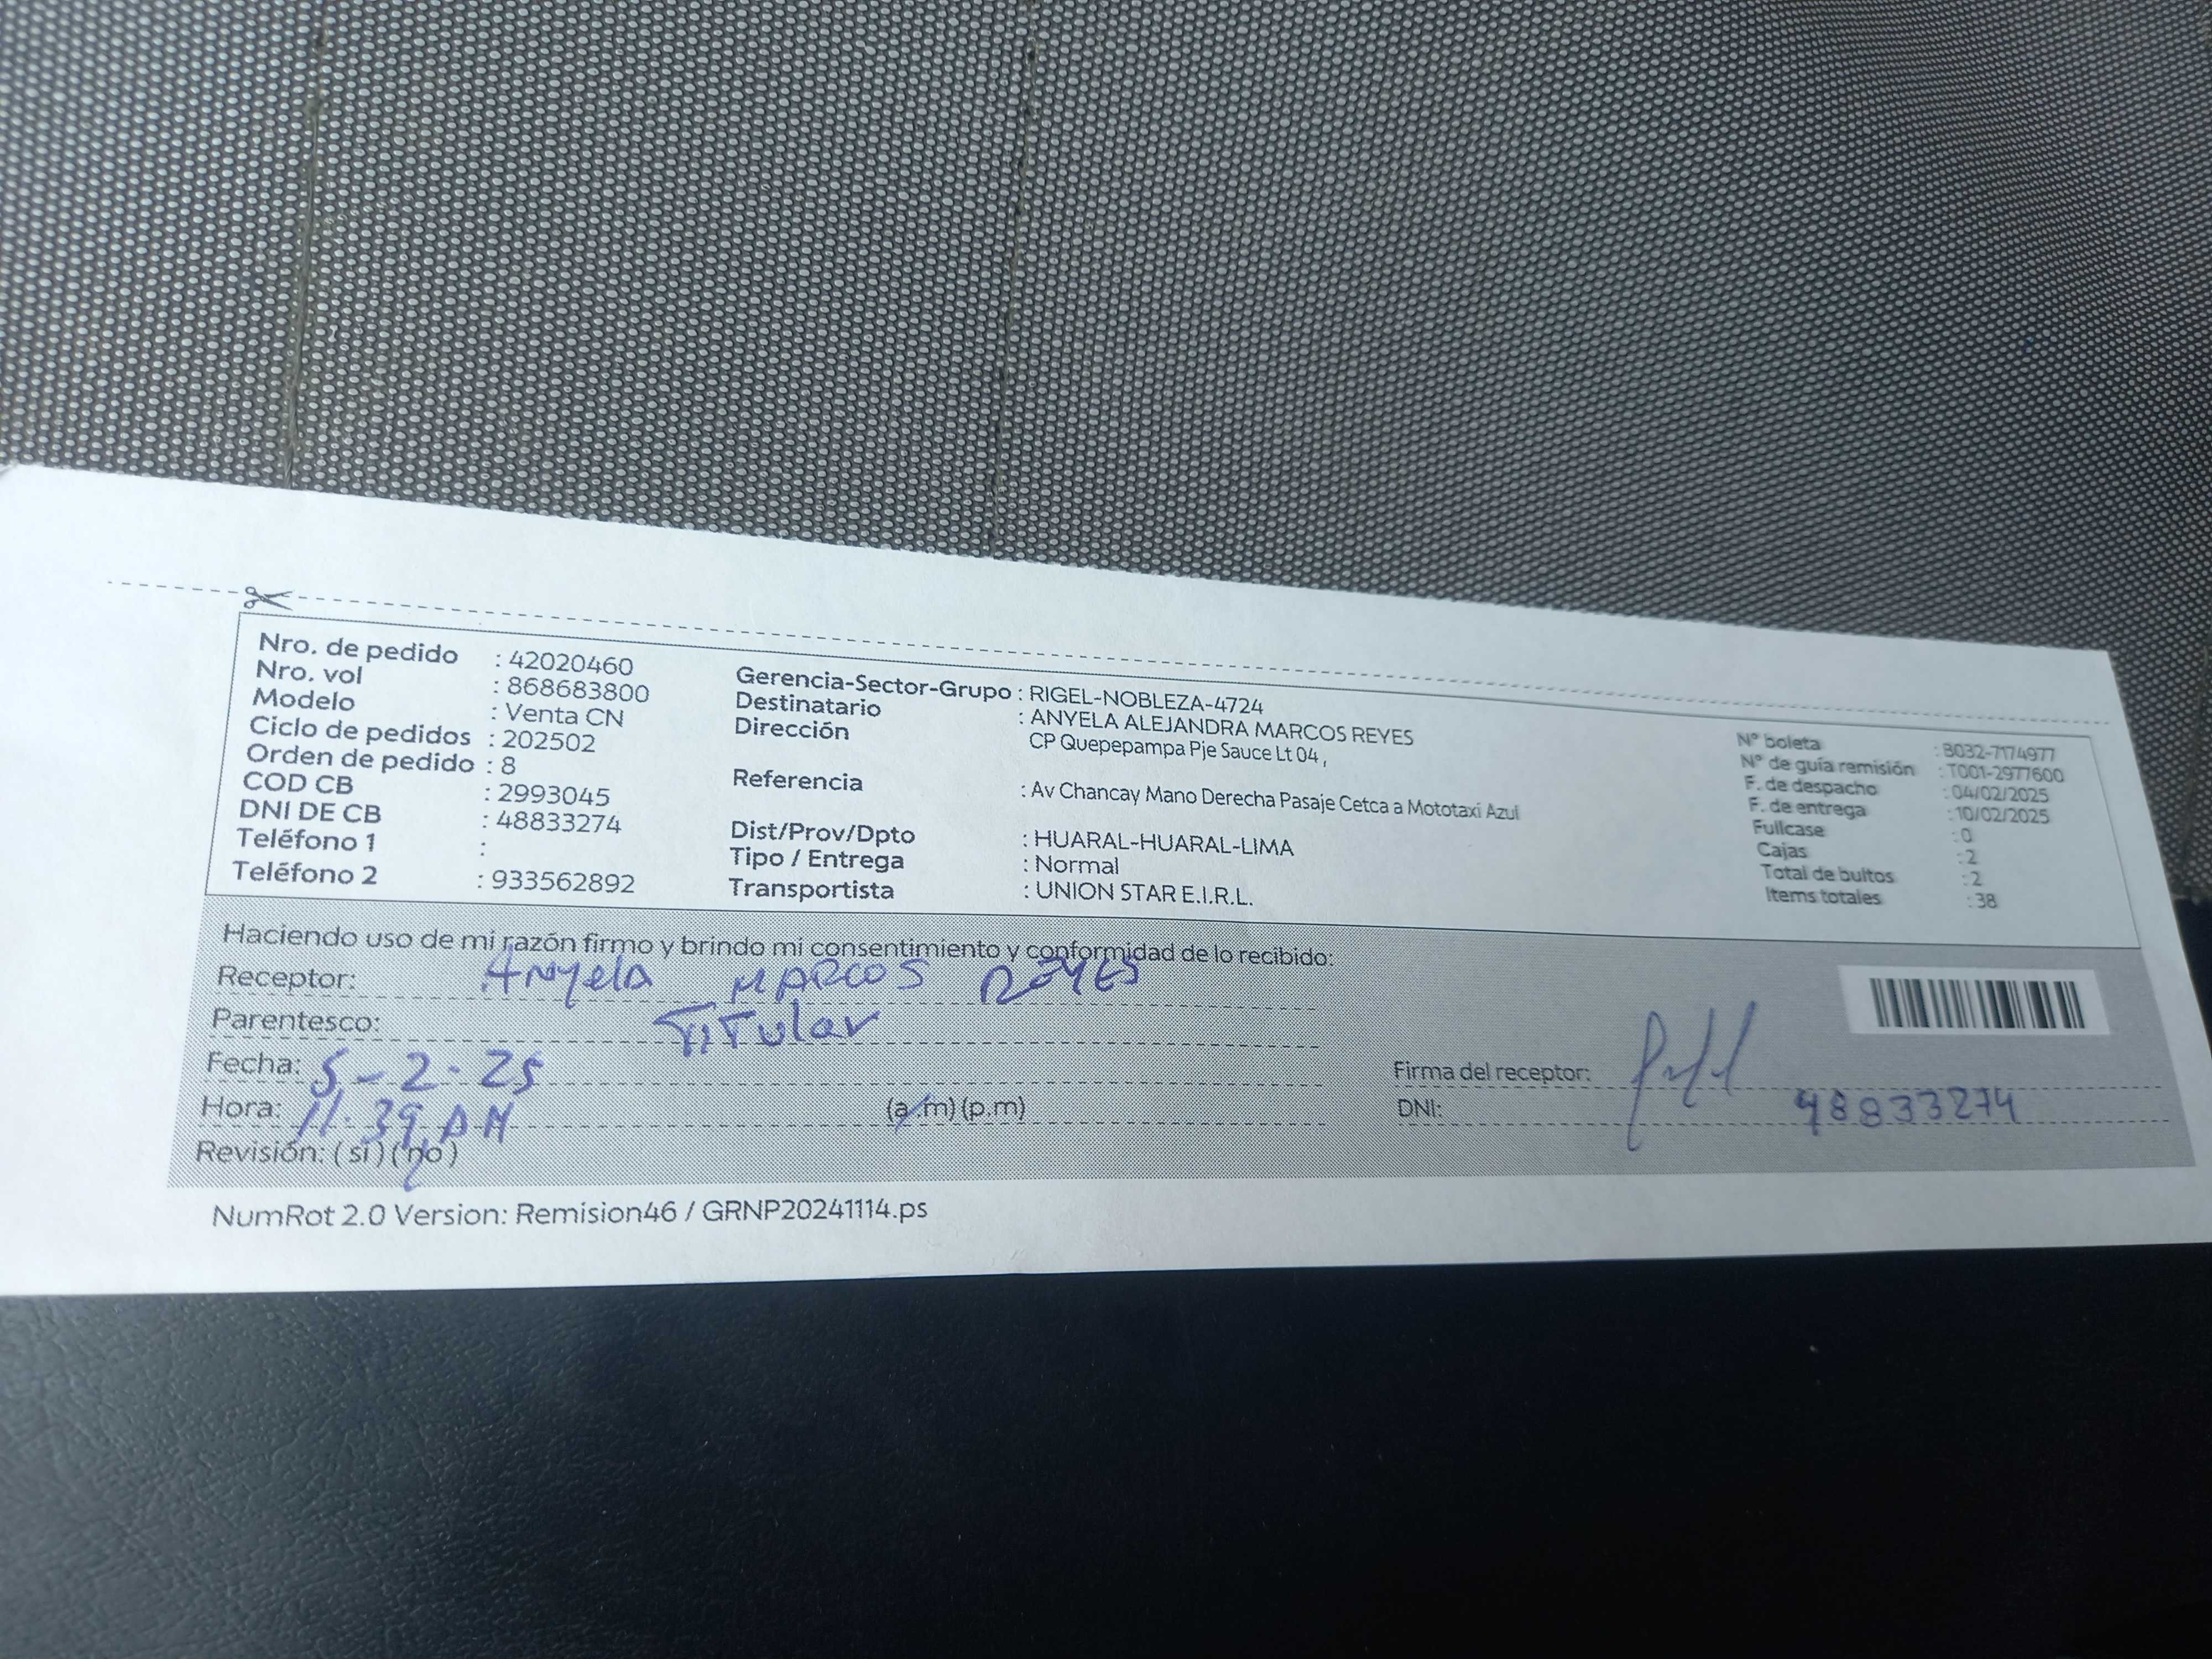 Nro. de pedido : 42020460
Nro. vol : 868683800
Modelo : Venta CN
Ciclo de pedidos : 202502
Orden de pedido : 8
COD CB : 2993045
DNI DE CB : 48833274
Teléfono 1 :
Teléfono 2 : 933562892
Gerencia-Sector-Grupo : RIGEL-NOBLEZA-4724
Destinatario : ANYELA ALEJANDRA MARCOS REYES
Dirección CP Quepepampa Pje Sauce Lt 04 ,
Referencia : Av Chancay Mano Derecha Pasaje Cetca a Mototaxi Azul
Dist/Prov/Dpto : HUARAL-HUARAL-LIMA
Tipo / Entrega : Normal
Transportista : UNION STAR E.I.R.L.
N° boleta : B032-7174977
N° de guía remisión : T001-2977600
F. de despacho : 04/02/2025
F. de entrega : 10/02/2025
Fullcase : 0
Cajas : 2
Total de bultos : 2
Items totales : 38
Haciendo uso de mi razón firmo y brindo mi consentimiento y conformidad de lo recibido:
Receptor: Anyela MARCOS REYES
Parentesco: TITular
Fecha: 5-2-25
Hora: 11.39 AM (a.m) (p.m)
Revisión: ( si ) ( no )
Firma del receptor:
DNI: 48833274
NumRot 2.0 Version: Remision46 / GRNP20241114.ps